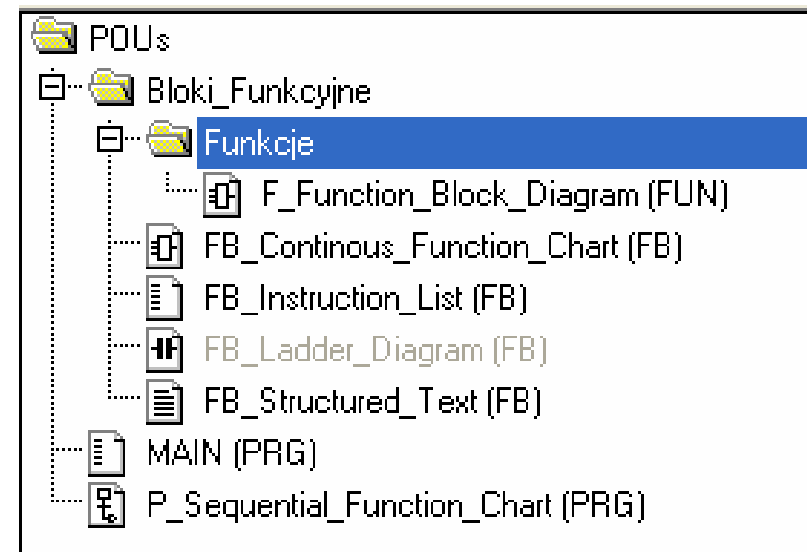 POUs
Bloki_Funkcyjne
Funkcje
F_Function_Block_Diagram (FUN)
FB_Continous_Function_Chart (FB)
FB_Instruction_List (FB)
FB_Ladder_Diagram (FB)
FB_Structured_Text (FB)
MAIN (PRG)
P_Sequential_Function_Chart (PRG)